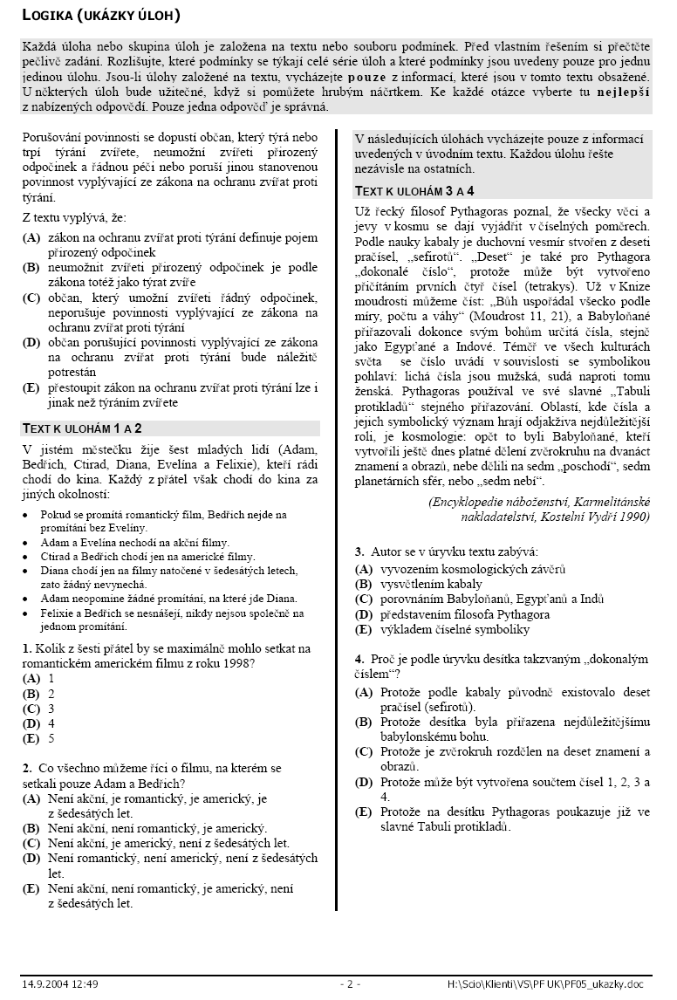 LOGIKA (UKÁZKY ÚLOH)
Každá úloha nebo skupina úloh je založena na textu nebo souboru podmínek. Před vlastním řešením si přečtěte
pečlivě zadání. Rozlišujte, které podmínky se týkají celé série úloh a které podmínky jsou uvedeny pouze pro jednu
jedinou úlohu. Jsou-li úlohy založené na textu, vycházejte pouze z informací, které jsou v tomto textu obsažené.
U některých úloh bude užitečné, když si pomůžete hrubým náčrtkem. Ke každé otázce vyberte tu nejlepší
z nabízených odpovědí. Pouze jedna odpověď je správná.
Porušování povinnosti se dopustí občan, který týrá nebo
trpí týrání zvířete, neumožní zvířeti přirozený
odpočinek a řádnou péči nebo poruší jinou stanovenou
povinnost vyplývající ze zákona na ochranu zvířat proti
týrání.
Z textu vyplývá, že:
(A) zákon na ochranu zvířat proti týrání definuje pojem
přirozený odpočinek
(B) neumožnit zvířeti přirozený odpočinek je podle
zákona totéž jako týrat zvíře
(C) občan, který umožní zvířeti řádný odpočinek,
neporušuje povinnosti vyplývající ze zákona na
ochranu zvířat proti týrání
(D) občan porušující povinnosti vyplývající ze zákona
na ochranu zvířat proti týrání bude náležitě
potrestán
(E) přestoupit zákon na ochranu zvířat proti týrání lze i
jinak než týráním zvířete
TEXT K ULOHÁM 1 A 2
V jistém městečku žije šest mladých lidí (Adam,
Bedřich, Ctirad, Diana, Evelína a Felixie), kteří rádi
chodí do kina. Každý z přátel však chodí do kina za
jiných okolností:
• Pokud se promítá romantický film, Bedřich nejde na
promítání bez Evelíny.
• Adam a Evelína nechodí na akční filmy.
• Ctirad a Bedřich chodí jen na americké filmy.
• Diana chodí jen na filmy natočené v šedesátých letech,
zato žádný nevynechá.
• Adam neopomine žádné promítání, na které jde Diana.
• Felixie a Bedřich se nesnášejí, nikdy nejsou společně na
jednom promítání.
1. Kolik z šesti přátel by se maximálně mohlo setkat na
romantickém americkém filmu z roku 1998?
(A) 1
(B) 2
(C) 3
(D) 4
(E) 5
2. Co všechno můžeme říci o filmu, na kterém se
setkali pouze Adam a Bedřich?
(A) Není akční, je romantický, je americký, je
z šedesátých let.
(B) Není akční, není romantický, je americký.
(C) Není akční, je americký, není z šedesátých let.
(D) Není romantický, není americký, není z šedesátých
let.
(E) Není akční, není romantický, je americký, není
z šedesátých let.
V následujících úlohách vycházejte pouze z informací
uvedených v úvodním textu. Každou úlohu řešte
nezávisle na ostatních.
TEXT K ULOHÁM 3 A 4
Už řecký filosof Pythagoras poznal, že všecky věci a
jevy v kosmu se dají vyjádřit v číselných poměrech.
Podle nauky kabaly je duchovní vesmír stvořen z deseti
pračísel, „sefirotů“. „Deset“ je také pro Pythagora
„dokonalé číslo“, protože může být vytvořeno
přičítáním prvních čtyř čísel (tetrakys). Už v Knize
moudrosti můžeme číst: „Bůh uspořádal všecko podle
míry, počtu a váhy“ (Moudrost 11, 21), a Babyloňané
přiřazovali dokonce svým bohům určitá čísla, stejně
jako Egypťané a Indové. Téměř ve všech kulturách
světa se číslo uvádí v souvislosti se symbolikou
pohlaví: lichá čísla jsou mužská, sudá naproti tomu
ženská. Pythagoras používal ve své slavné „Tabuli
protikladů“ stejného přiřazování. Oblastí, kde čísla a
jejich symbolický význam hrají odjakživa nejdůležitější
roli, je kosmologie: opět to byli Babyloňané, kteří
vytvořili ještě dnes platné dělení zvěrokruhu na dvanáct
znamení a obrazů, nebe dělili na sedm „poschodí“, sedm
planetárních sfér, nebo „sedm nebí“.
(Encyklopedie náboženství, Karmelitánské
nakladatelství, Kostelní Vydří 1990)
3. Autor se v úryvku textu zabývá:
(A) vyvozením kosmologických závěrů
(B) vysvětlením kabaly
(C) porovnáním Babyloňanů, Egypťanů a Indů
(D) představením filosofa Pythagora
(E) výkladem číselné symboliky
4. Proč je podle úryvku desítka takzvaným „dokonalým
číslem“?
(A) Protože podle kabaly původně existovalo deset
pračísel (sefirotů).
(B) Protože desítka byla přiřazena nejdůležitějšímu
babylonskému bohu.
(C) Protože je zvěrokruh rozdělen na deset znamení a
obrazů.
(D) Protože může být vytvořena součtem čísel 1, 2, 3 a
4.
(E) Protože na desítku Pythagoras poukazuje již ve
slavné Tabuli protikladů.
14.9.2004 12:49 - 2 - H:\Scio\Klienti\VS\PF UK\PF05_ukazky.doc